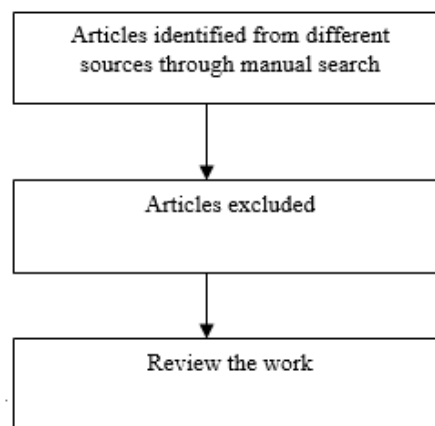 Articles identified from different
sources through manual search
Articles excluded
Review the work